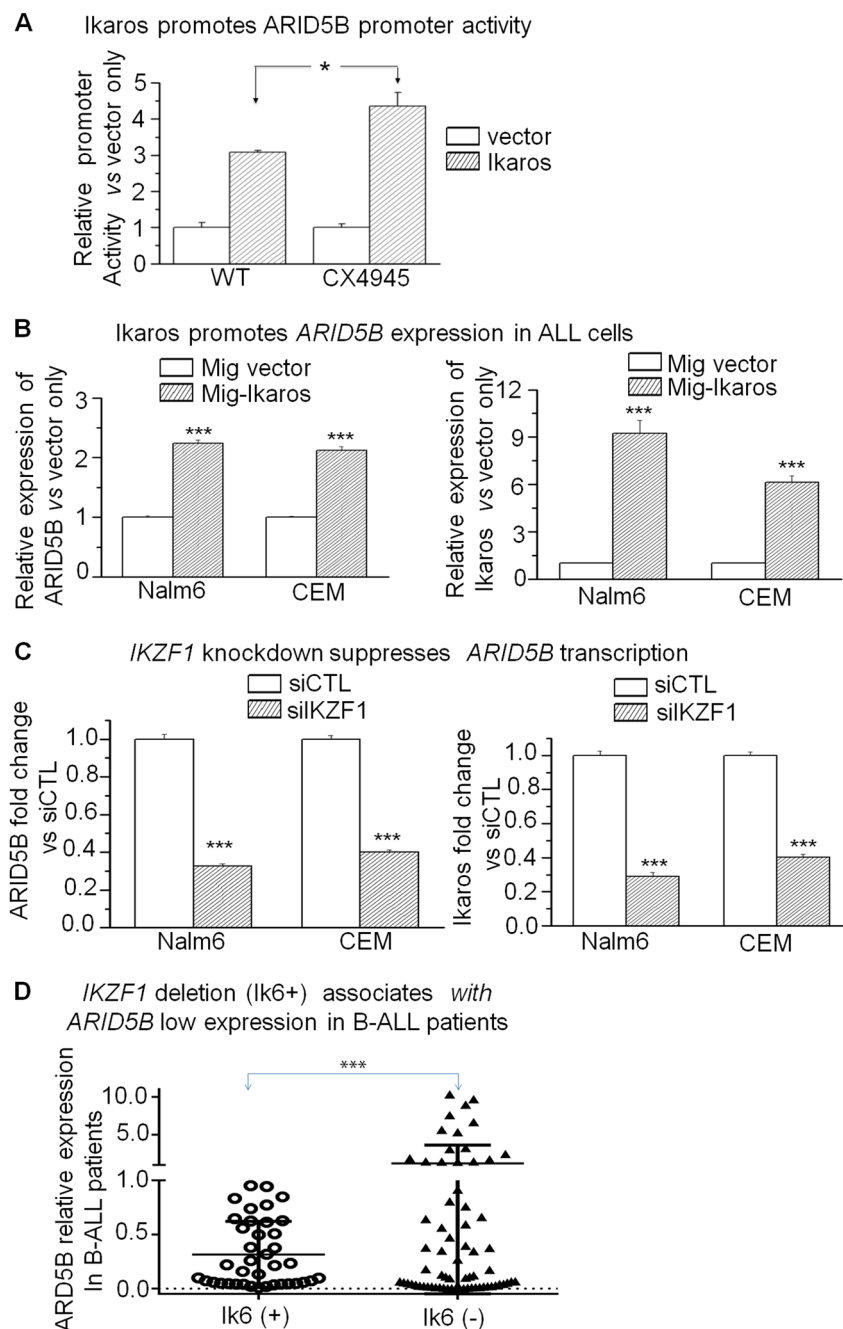 A Ikaros promotes ARID5B promoter activity
Relative promoter
Activity vs vector only
5
4
3
2
1
0
*
vector
Ikaros
WT CX4945
B Ikaros promotes ARID5B expression in ALL cells
Mig vector
Mig-Ikaros
Relative expression of
ARID5B vs vector only
3
2
1
0
*** ***
Nalm6 CEM
Mig vector
Mig-Ikaros
Relative expression of
Ikaros vs vector only
12
9
6
3
0
*** ***
Nalm6 CEM
C IKZF1 knockdown suppresses ARID5B transcription
siCTL
siIKZF1
ARID5B fold change
vs siCTL
1.0
0.8
0.6
0.4
0.2
0.0
*** ***
Nalm6 CEM
siCTL
siIKZF1
Ikaros fold change
vs siCTL
1.0
0.8
0.6
0.4
0.2
0.0
*** ***
Nalm6 CEM
D IKZF1 deletion (Ik6+) associates with
ARID5B low expression in B-ALL patients
ARD5B relative expression
In B-ALL patients
***
10.0
5.0
1.0
0.5
0.0
Ik6 (+) Ik6 (-)